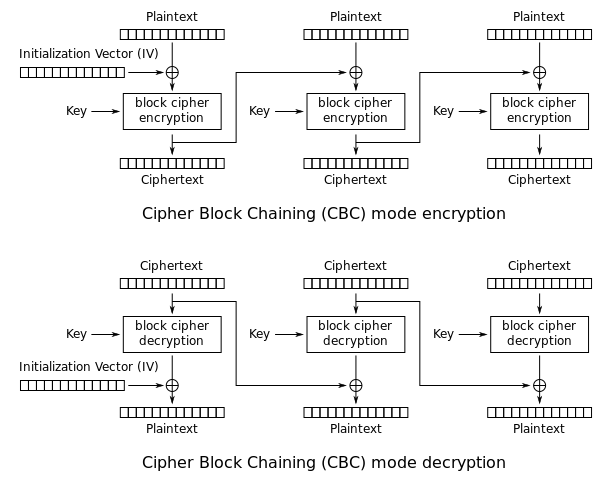 Plaintext Plaintext Plaintext
Initialization Vector (IV)
Key block cipher encryption Key block cipher encryption Key block cipher encryption
Ciphertext Ciphertext Ciphertext
Cipher Block Chaining (CBC) mode encryption
Ciphertext Ciphertext Ciphertext
Key block cipher decryption Key block cipher decryption Key block cipher decryption
Initialization Vector (IV)
Plaintext Plaintext Plaintext
Cipher Block Chaining (CBC) mode decryption